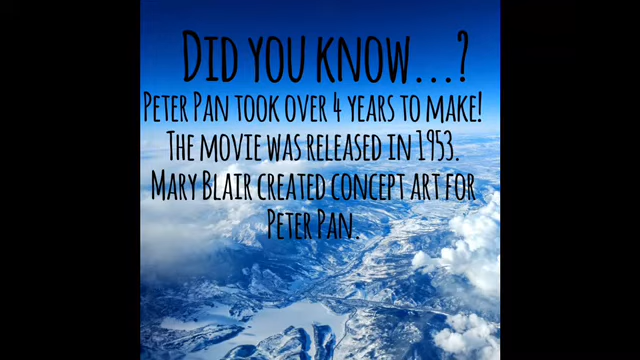 Did you know...?
Peter Pan took over 4 years to make!
The movie was released in 1953.
Mary Blair created concept art for
Peter Pan.